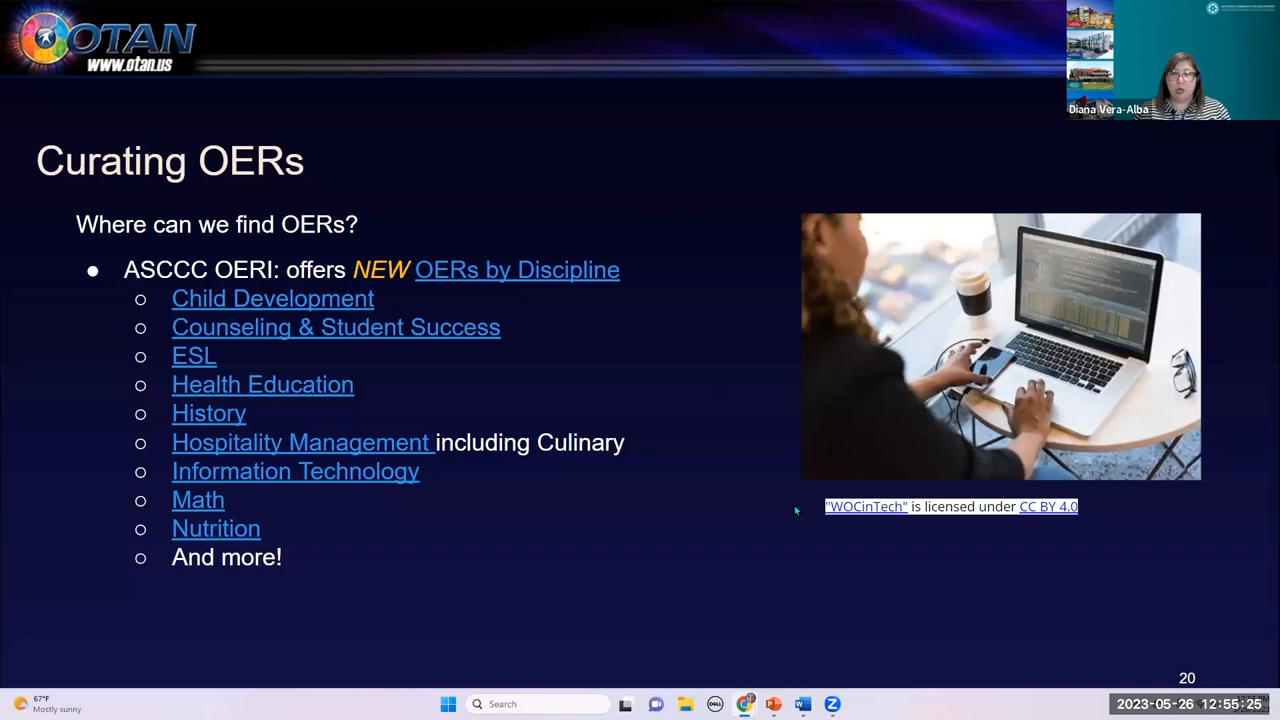 OTAN
www.otan.us
Diana Vera-Alba
Curating OERs
Where can we find OERs?
● ASCCC OERI: offers NEW OERs by Discipline
○ Child Development
○ Counseling & Student Success
○ ESL
○ Health Education
○ History
○ Hospitality Management including Culinary
○ Information Technology
○ Math
○ Nutrition
○ And more!
"WOCinTech" is licensed under CC BY 4.0
20
67°F
Mostly sunny
Search
DELL
2023-05-26 12:55:25